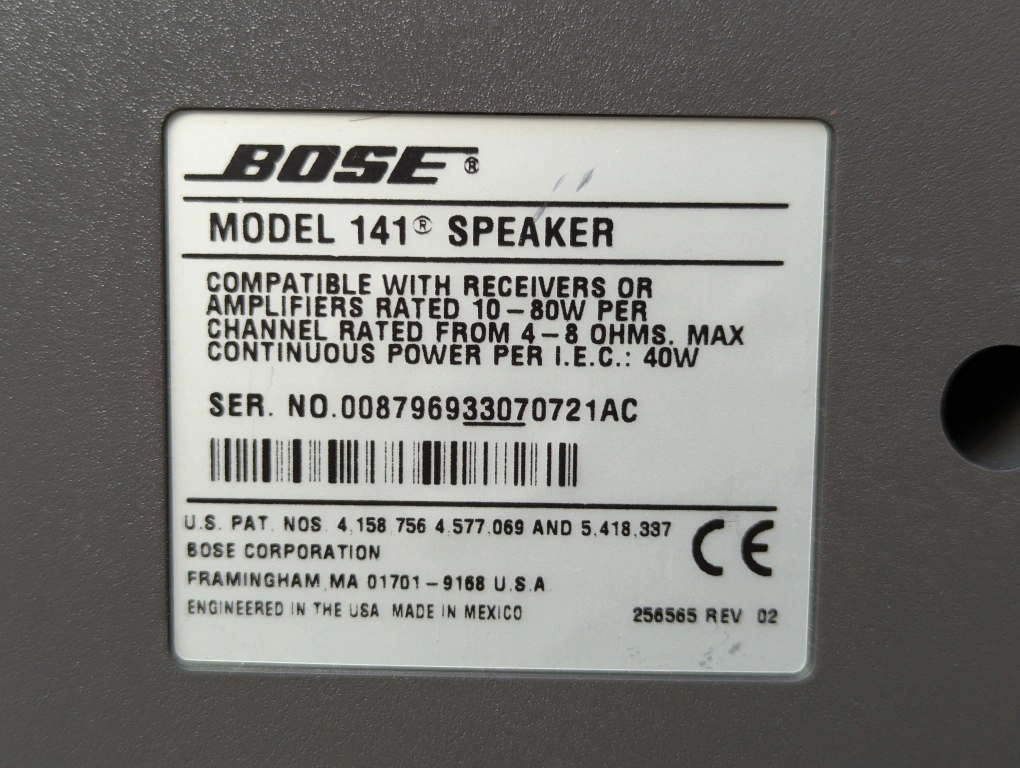 BOSE®
MODEL 141® SPEAKER
COMPATIBLE WITH RECEIVERS OR
AMPLIFIERS RATED 10-80W PER
CHANNEL RATED FROM 4-8 OHMS. MAX
CONTINUOUS POWER PER I.E.C.: 40W
SER. NO.008796933070721AC
U.S. PAT. NOS. 4,158 756 4,577,069 AND 5,418,337
BOSE CORPORATION
FRAMINGHAM, MA 01701-9168 U.S.A
ENGINEERED IN THE USA MADE IN MEXICO
CE
256565 REV 02